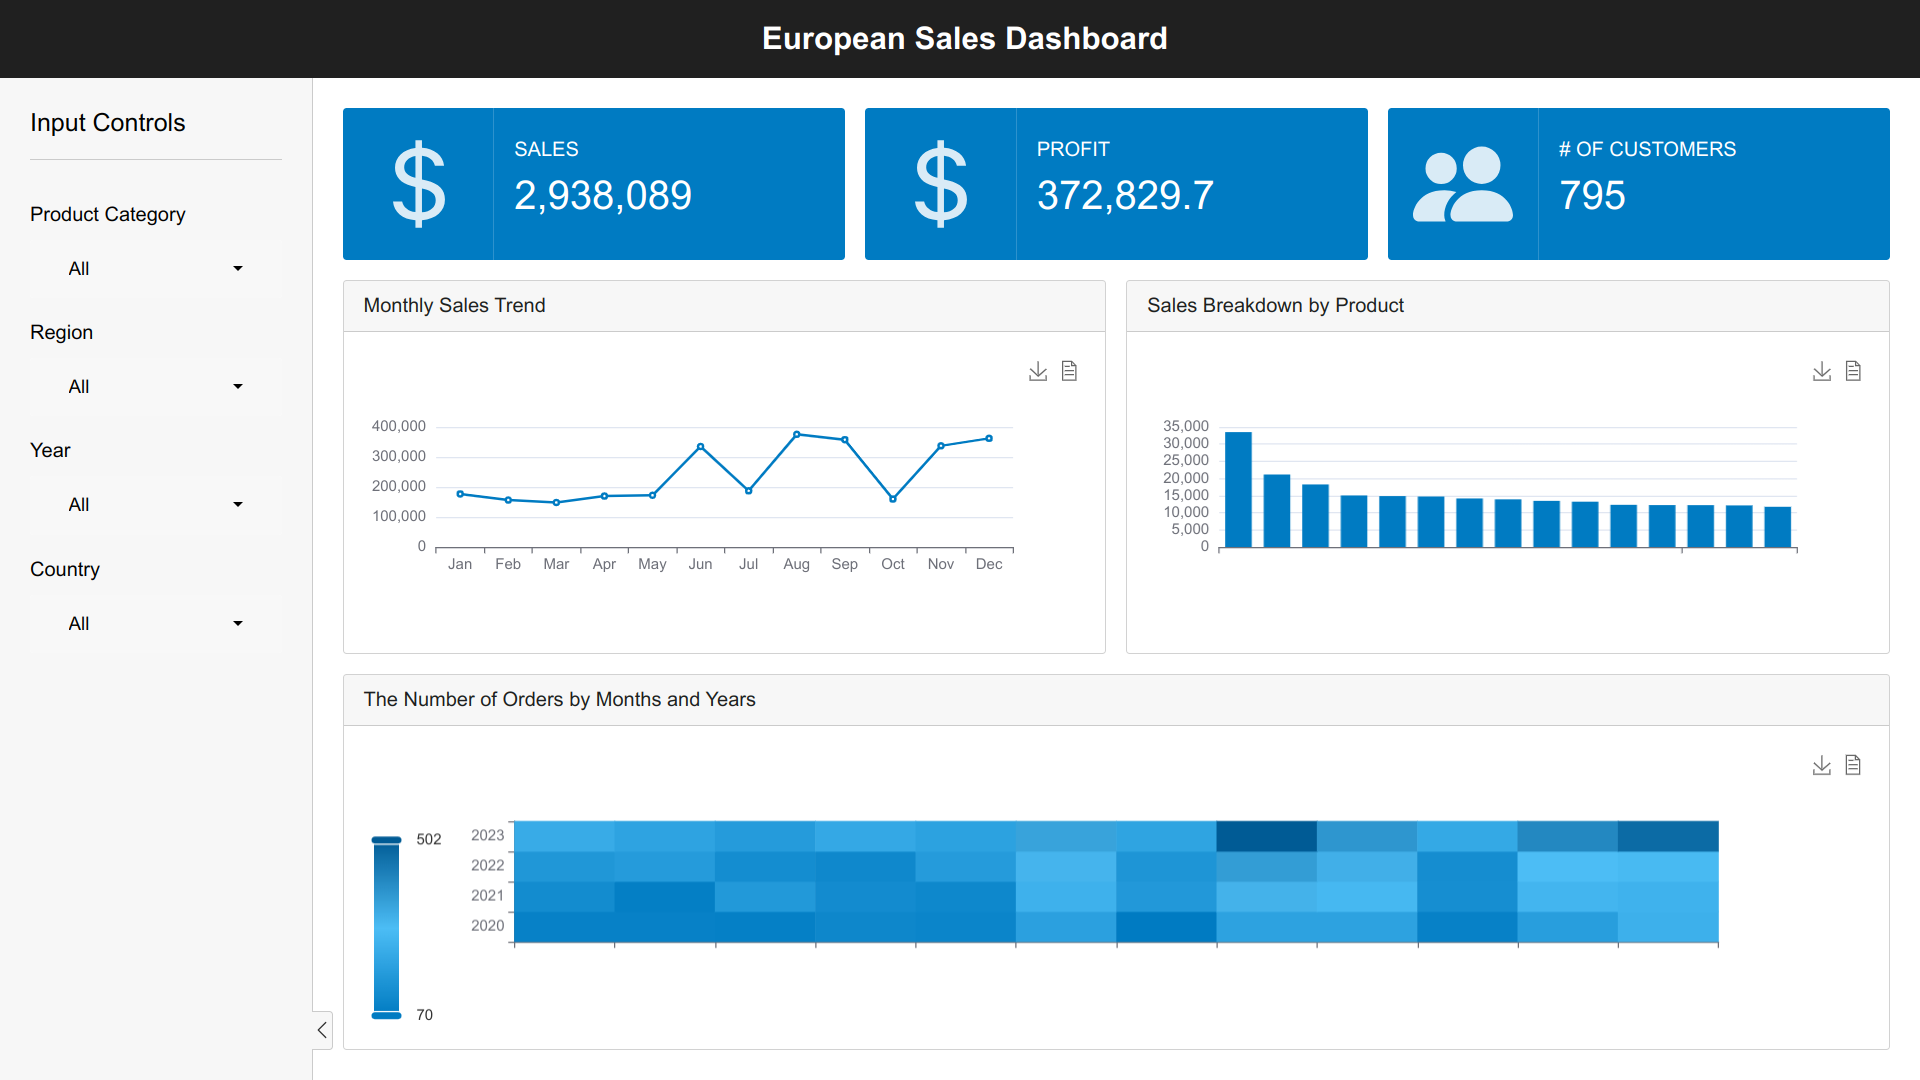 European Sales Dashboard
Input Controls
Product Category
All
Region
All
Year
All
Country
All
SALES
2,938,089
PROFIT
372,829.7
# OF CUSTOMERS
795
Monthly Sales Trend
400,000
300,000
200,000
100,000
0
Jan Feb Mar Apr May Jun Jul Aug Sep Oct Nov Dec
Sales Breakdown by Product
35,000
30,000
25,000
20,000
15,000
10,000
5,000
0
The Number of Orders by Months and Years
502
70
2023
2022
2021
2020